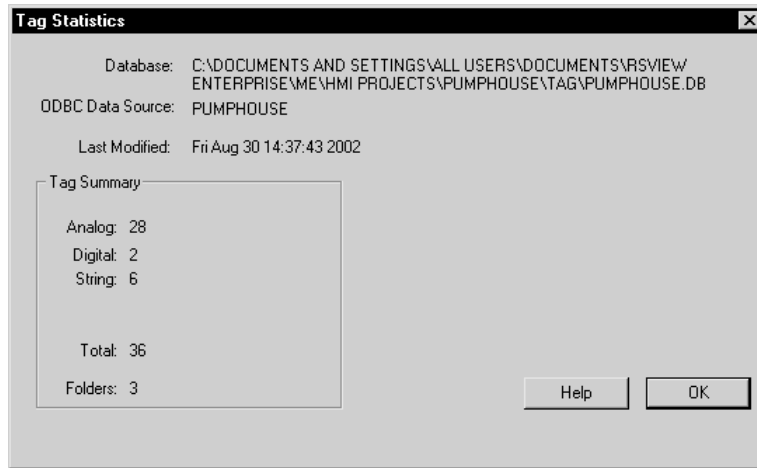 Tag Statistics
Database: C:\DOCUMENTS AND SETTINGS\ALL USERS\DOCUMENTS\RSVIEW
ENTERPRISE\ME\HMI PROJECTS\PUMPHOUSE\TAG\PUMPHOUSE.DB
ODBC Data Source: PUMPHOUSE
Last Modified: Fri Aug 30 14:37:43 2002
Tag Summary
Analog: 28
Digital: 2
String: 6
Total: 36
Folders: 3
Help OK